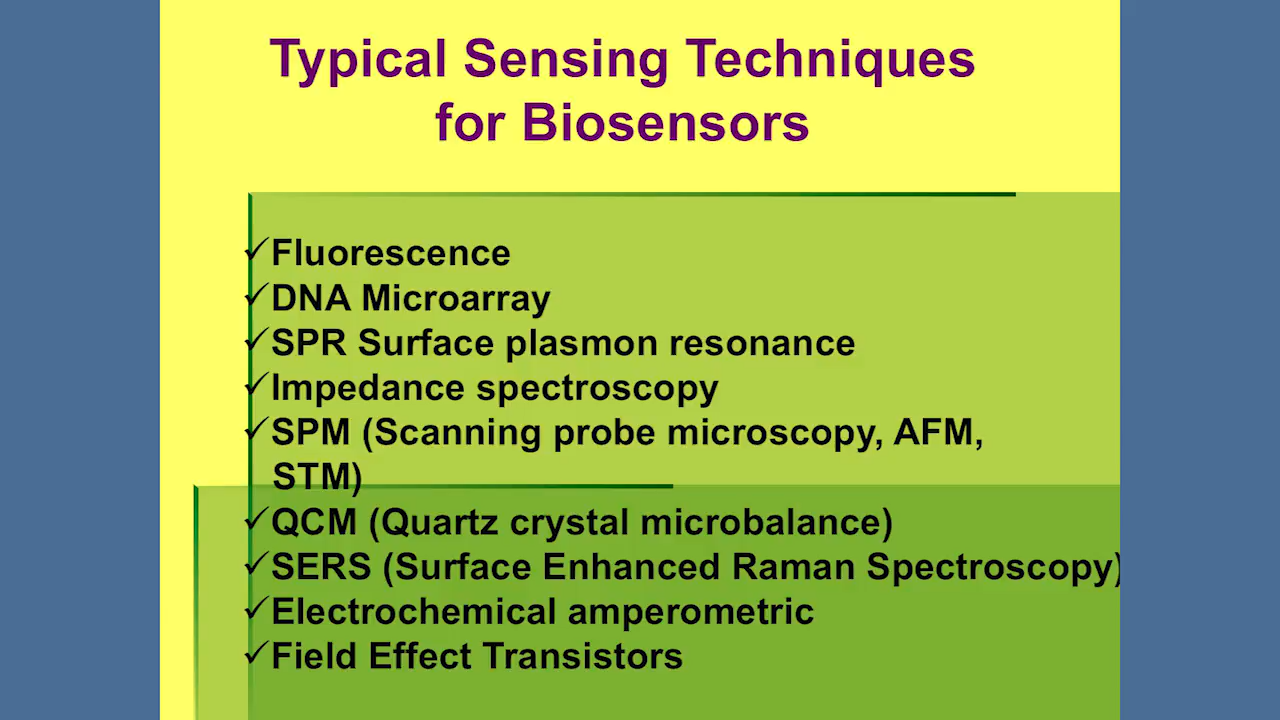 Typical Sensing Techniques
for Biosensors
✓Fluorescence
✓DNA Microarray
✓SPR Surface plasmon resonance
✓Impedance spectroscopy
✓SPM (Scanning probe microscopy, AFM,
STM)
✓QCM (Quartz crystal microbalance)
✓SERS (Surface Enhanced Raman Spectroscopy)
✓Electrochemical amperometric
✓Field Effect Transistors